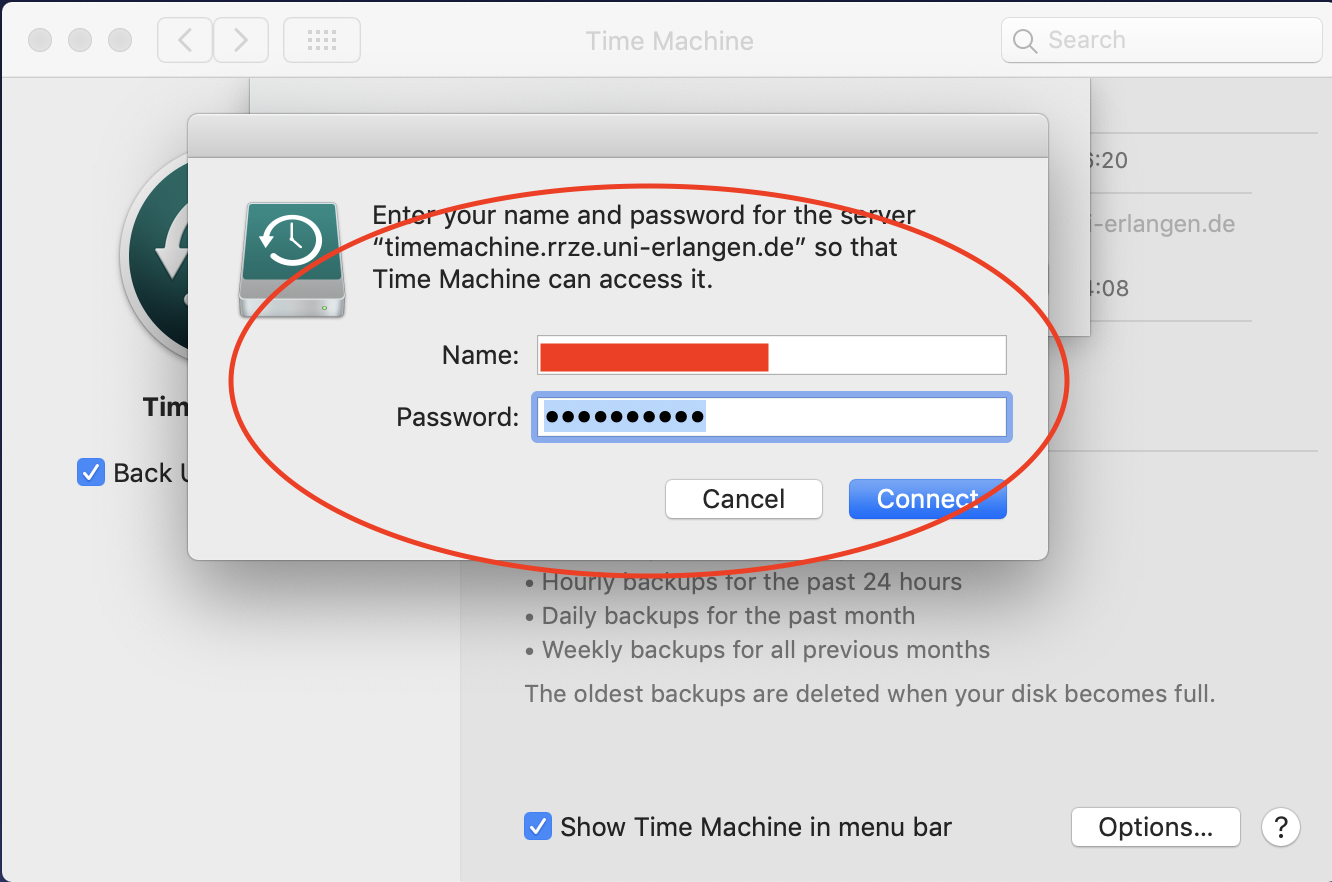 Time Machine
Search
Enter your name and password for the server
“timemachine.rrze.uni-erlangen.de” so that
Time Machine can access it.
Name:
Password:
Cancel
Connect
:20
i-erlangen.de
:08
Tim
Back U
• Hourly backups for the past 24 hours
• Daily backups for the past month
• Weekly backups for all previous months
The oldest backups are deleted when your disk becomes full.
Show Time Machine in menu bar
Options...
?